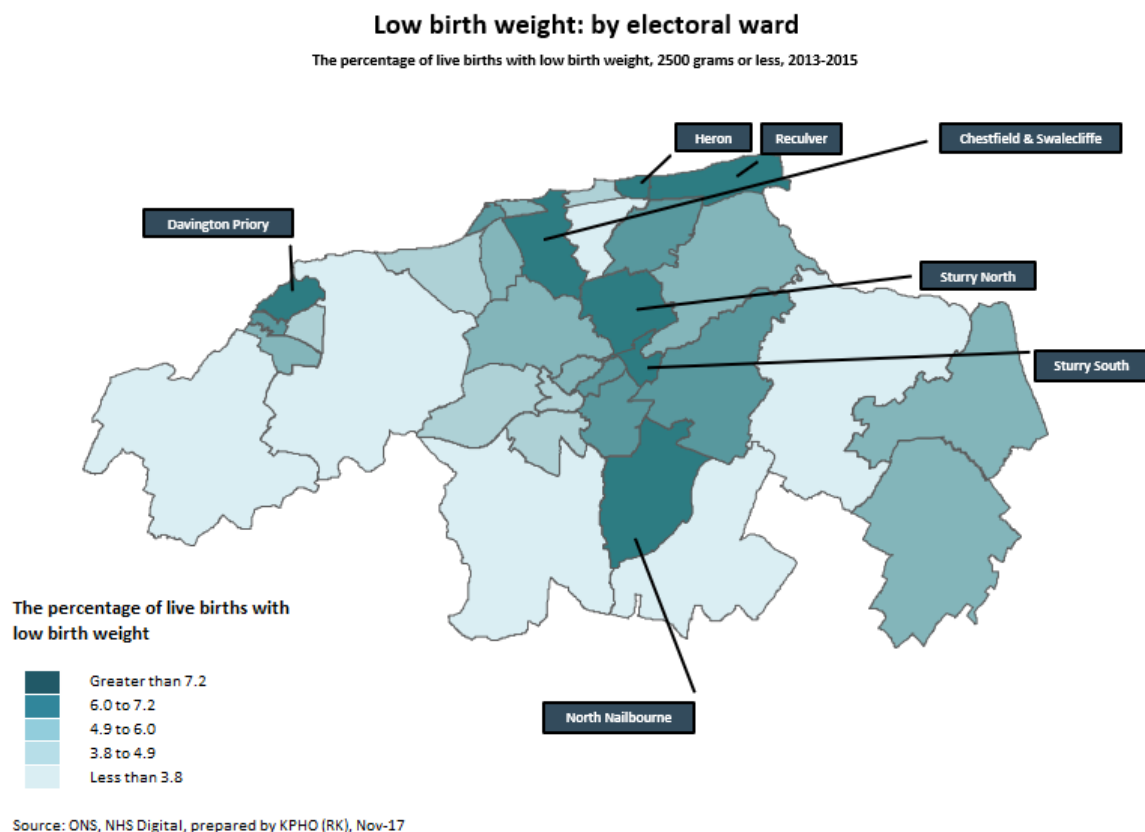 Low birth weight: by electoral ward
The percentage of live births with low birth weight, 2500 grams or less, 2013-2015
Heron
Reculver
Chestfield & Swalecliffe
Davington Priory
Sturry North
Sturry South
North Nailbourne
The percentage of live births with
low birth weight
Greater than 7.2
6.0 to 7.2
4.9 to 6.0
3.8 to 4.9
Less than 3.8
Source: ONS, NHS Digital, prepared by KPHO (RK), Nov-17